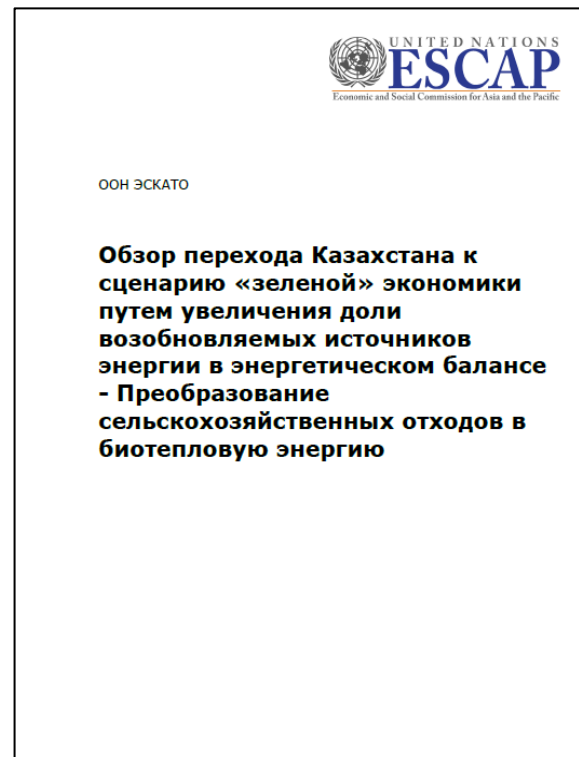 UNITED NATIONS
ESCAP
Economic and Social Commission for Asia and the Pacific
ООН ЭСКАТО
Обзор перехода Казахстана к
сценарию «зеленой» экономики
путем увеличения доли
возобновляемых источников
энергии в энергетическом балансе
- Преобразование
сельскохозяйственных отходов в
биотепловую энергию